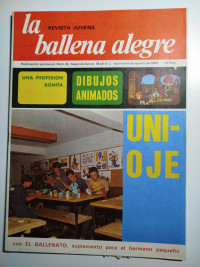 la
REVISTA JUVENIL
ballena alegre
UNA PROFESION
BONITA
DIBUJOS
ANIMADOS
UNI-
OJE
con EL BALLENATO, suplemento para el hermano pequeño